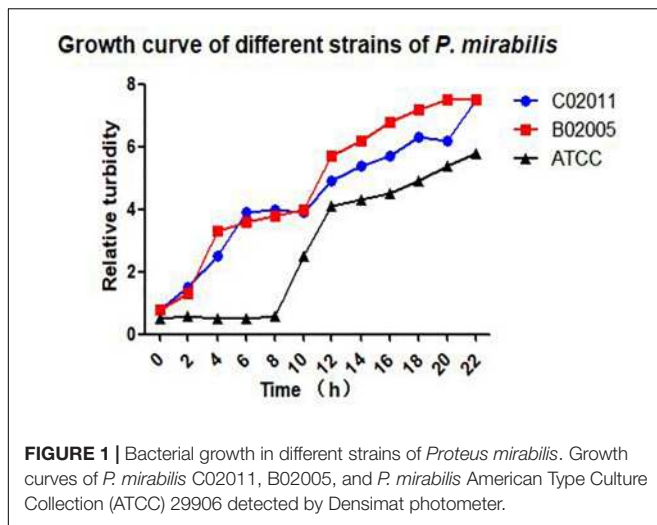 Growth curve of different strains of P. mirabilis
8
6
4
2
0
Relative turbidity
0 2 4 6 8 10 12 14 16 18 20 22
Time (h)
C02011
B02005
ATCC
FIGURE 1 | Bacterial growth in different strains of Proteus mirabilis. Growth
curves of P. mirabilis C02011, B02005, and P. mirabilis American Type Culture
Collection (ATCC) 29906 detected by Densimat photometer.